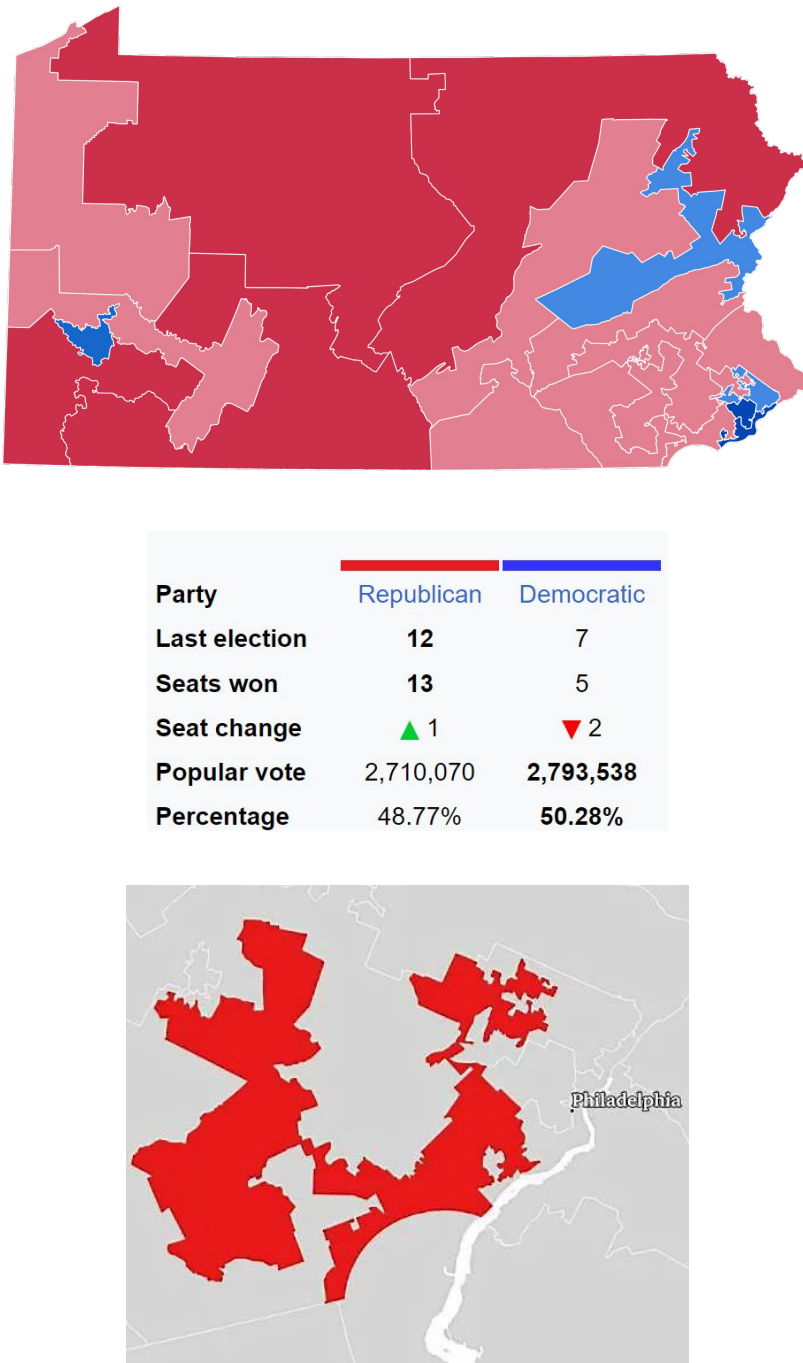 Party Republican Democratic
Last election 12 7
Seats won 13 5
Seat change ▲ 1 ▼ 2
Popular vote 2,710,070 2,793,538
Percentage 48.77% 50.28%
Philadelphia